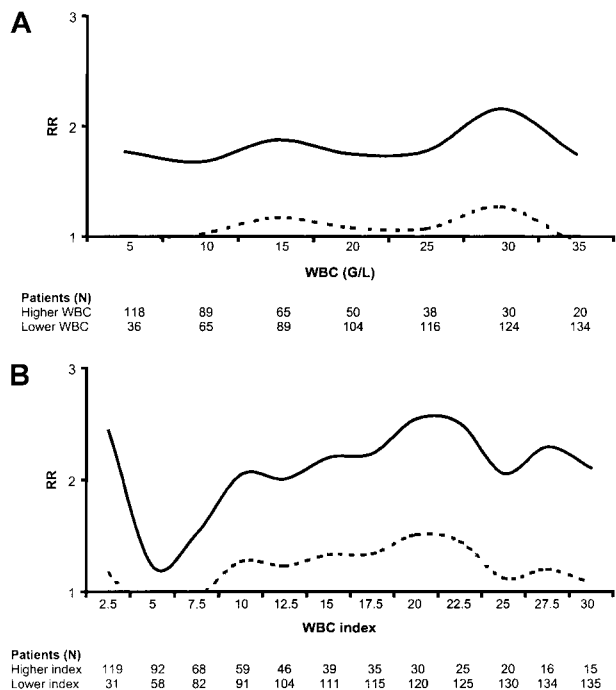 A
3
2
1
RR
5 10 15 20 25 30 35
WBC (G/L)
Patients (N)
Higher WBC 118 89 65 50 38 30 20
Lower WBC 36 65 89 104 116 124 134
B
3
2
1
RR
2.5 5 7.5 10 12.5 15 17.5 20 22.5 25 27.5 30
WBC index
Patients (N)
Higher index 119 92 68 59 46 39 35 30 25 20 16 15
Lower index 31 58 82 91 104 111 115 120 125 130 134 135